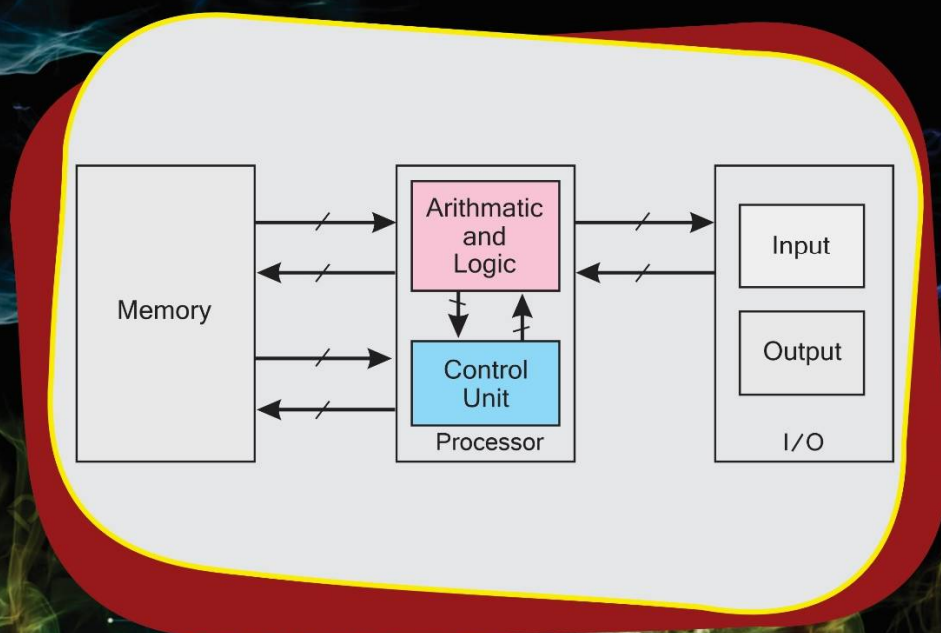 Memory
Arithmatic
and
Logic
Control
Unit
Processor
Input
Output
I/O